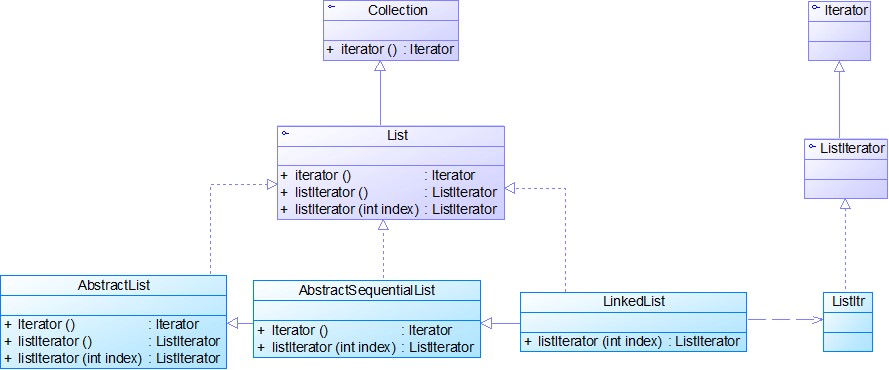 Collection
+ iterator () : Iterator
Iterator
List
+ iterator () : Iterator
+ listIterator () : ListIterator
+ listIterator (int index) : ListIterator
ListIterator
AbstractList
+ Iterator () : Iterator
+ listIterator () : ListIterator
+ listIterator (int index) : ListIterator
AbstractSequentialList
+ Iterator () : Iterator
+ listIterator (int index) : ListIterator
LinkedList
+ listIterator (int index) : ListIterator
ListItr